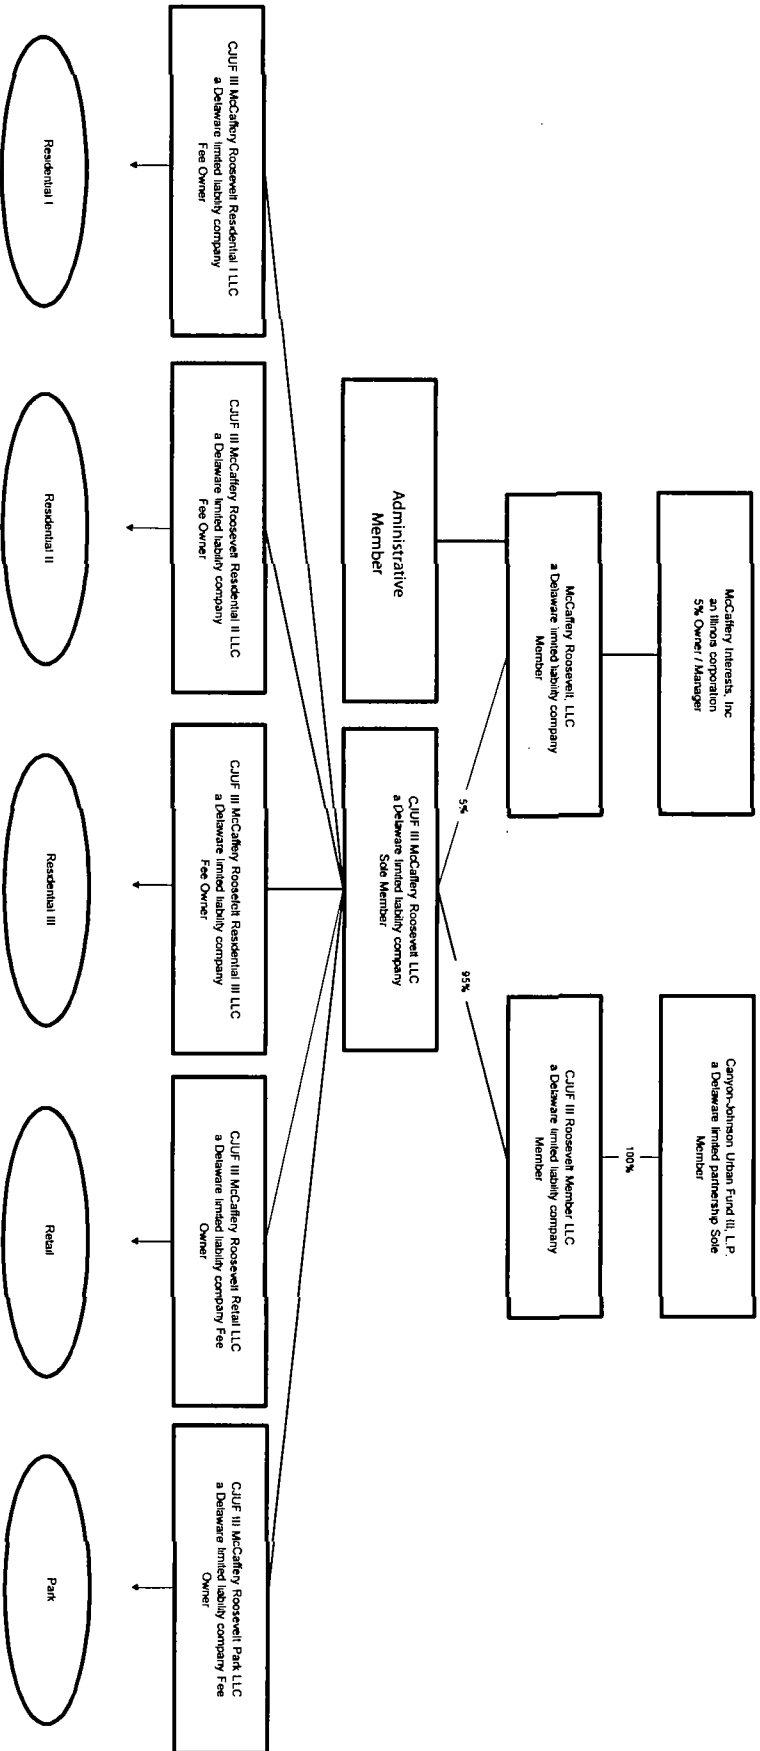 McCaffery Interests, Inc
an Illinois corporation
5% Owner / Manager
Canyon-Johnson Urban Fund III, L.P.
a Delaware limited partnership Sole
Member
100%
McCaffery Roosevelt, LLC
a Delaware limited liability company
Member
CJUF III Roosevelt Member LLC
a Delaware limited liability company
Member
5%
95%
Administrative
Member
CJUF III McCaffery Roosevelt LLC
a Delaware limited liability company
Sole Member
CJUF III McCaffery Roosevelt Residential I LLC
a Delaware limited liability company
Fee Owner
CJUF III McCaffery Roosevelt Residential II LLC
a Delaware limited liability company
Fee Owner
CJUF III McCaffery Roosefelt Residential III LLC
a Delaware limited liability company
Fee Owner
CJUF III McCaffery Roosevelt Retail LLC
a Delaware limited liability company Fee
Owner
CJUF III McCaffery Roosevelt Park LLC
a Delaware limited liability company Fee
Owner
Residential I
Residential II
Residential III
Retail
Park